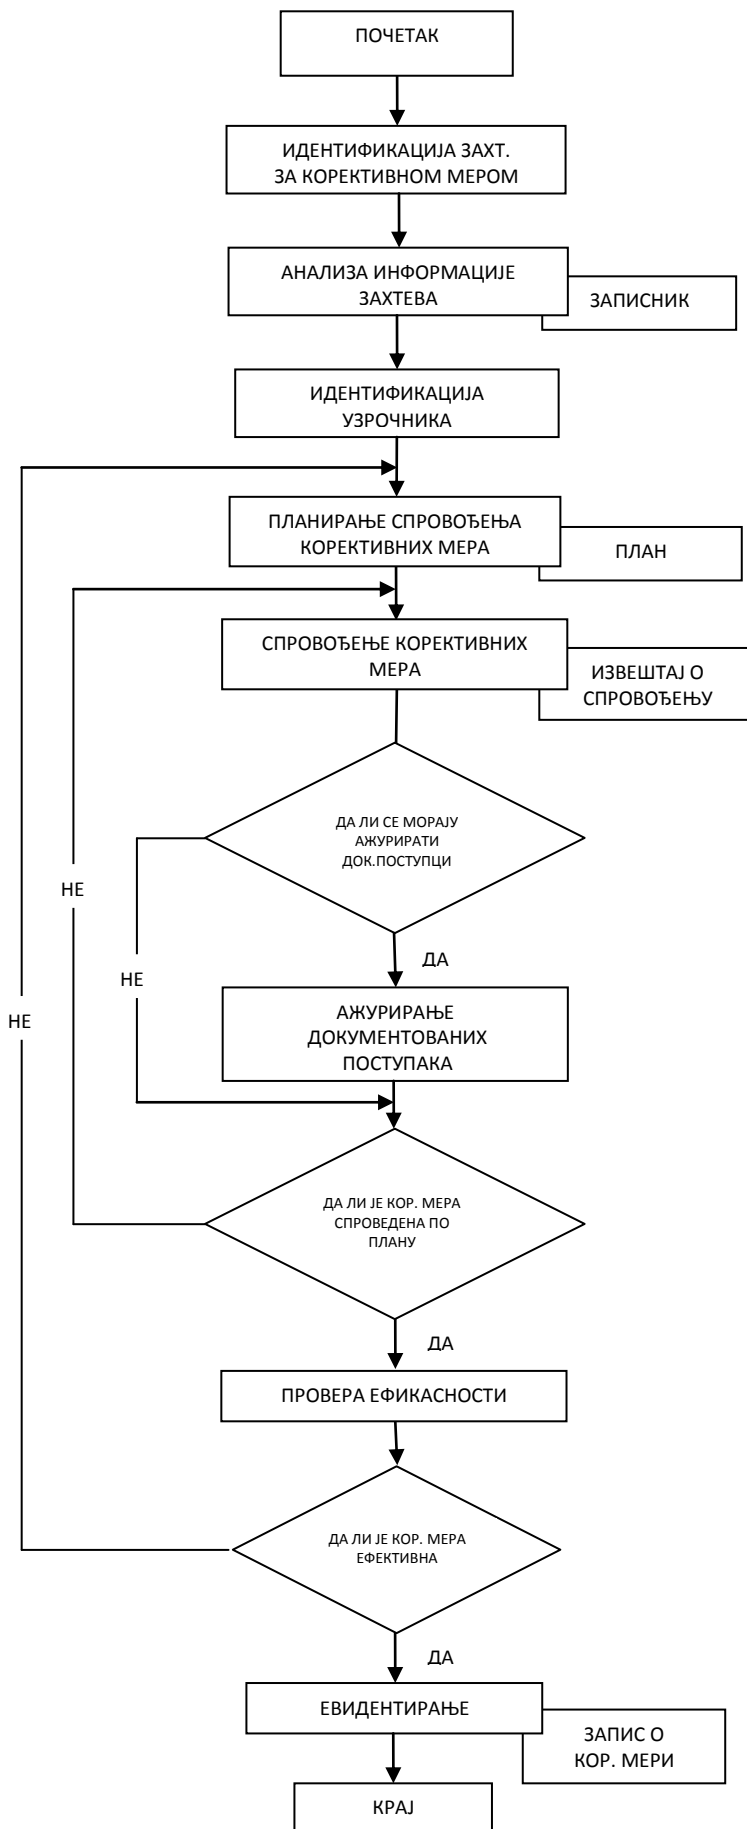 ПОЧЕТАК
ИДЕНТИФИКАЦИЈА ЗАХТ.
ЗА КОРЕКТИВНОМ МЕРОМ
АНАЛИЗА ИНФОРМАЦИЈЕ
ЗАХТЕВА
ЗАПИСНИК
ИДЕНТИФИКАЦИЈА
УЗРОЧНИКА
ПЛАНИРАЊЕ СПРОВОЂЕЊА
КОРЕКТИВНИХ МЕРА
ПЛАН
СПРОВОЂЕЊЕ КОРЕКТИВНИХ
МЕРА
ИЗВЕШТАЈ О
СПРОВОЂЕЊУ
ДА ЛИ СЕ МОРАЈУ
АЖУРИРАТИ
ДОК.ПОСТУПЦИ
НЕ
ДА
НЕ
НЕ
АЖУРИРАЊЕ
ДОКУМЕНТОВАНИХ
ПОСТУПАКА
ДА ЛИ ЈЕ КОР. МЕРА
СПРОВЕДЕНА ПО
ПЛАНУ
ДА
ПРОВЕРА ЕФИКАСНОСТИ
ДА ЛИ ЈЕ КОР. МЕРА
ЕФЕКТИВНА
ДА
ЕВИДЕНТИРАЊЕ
ЗАПИС О
КОР. МЕРИ
КРАЈ